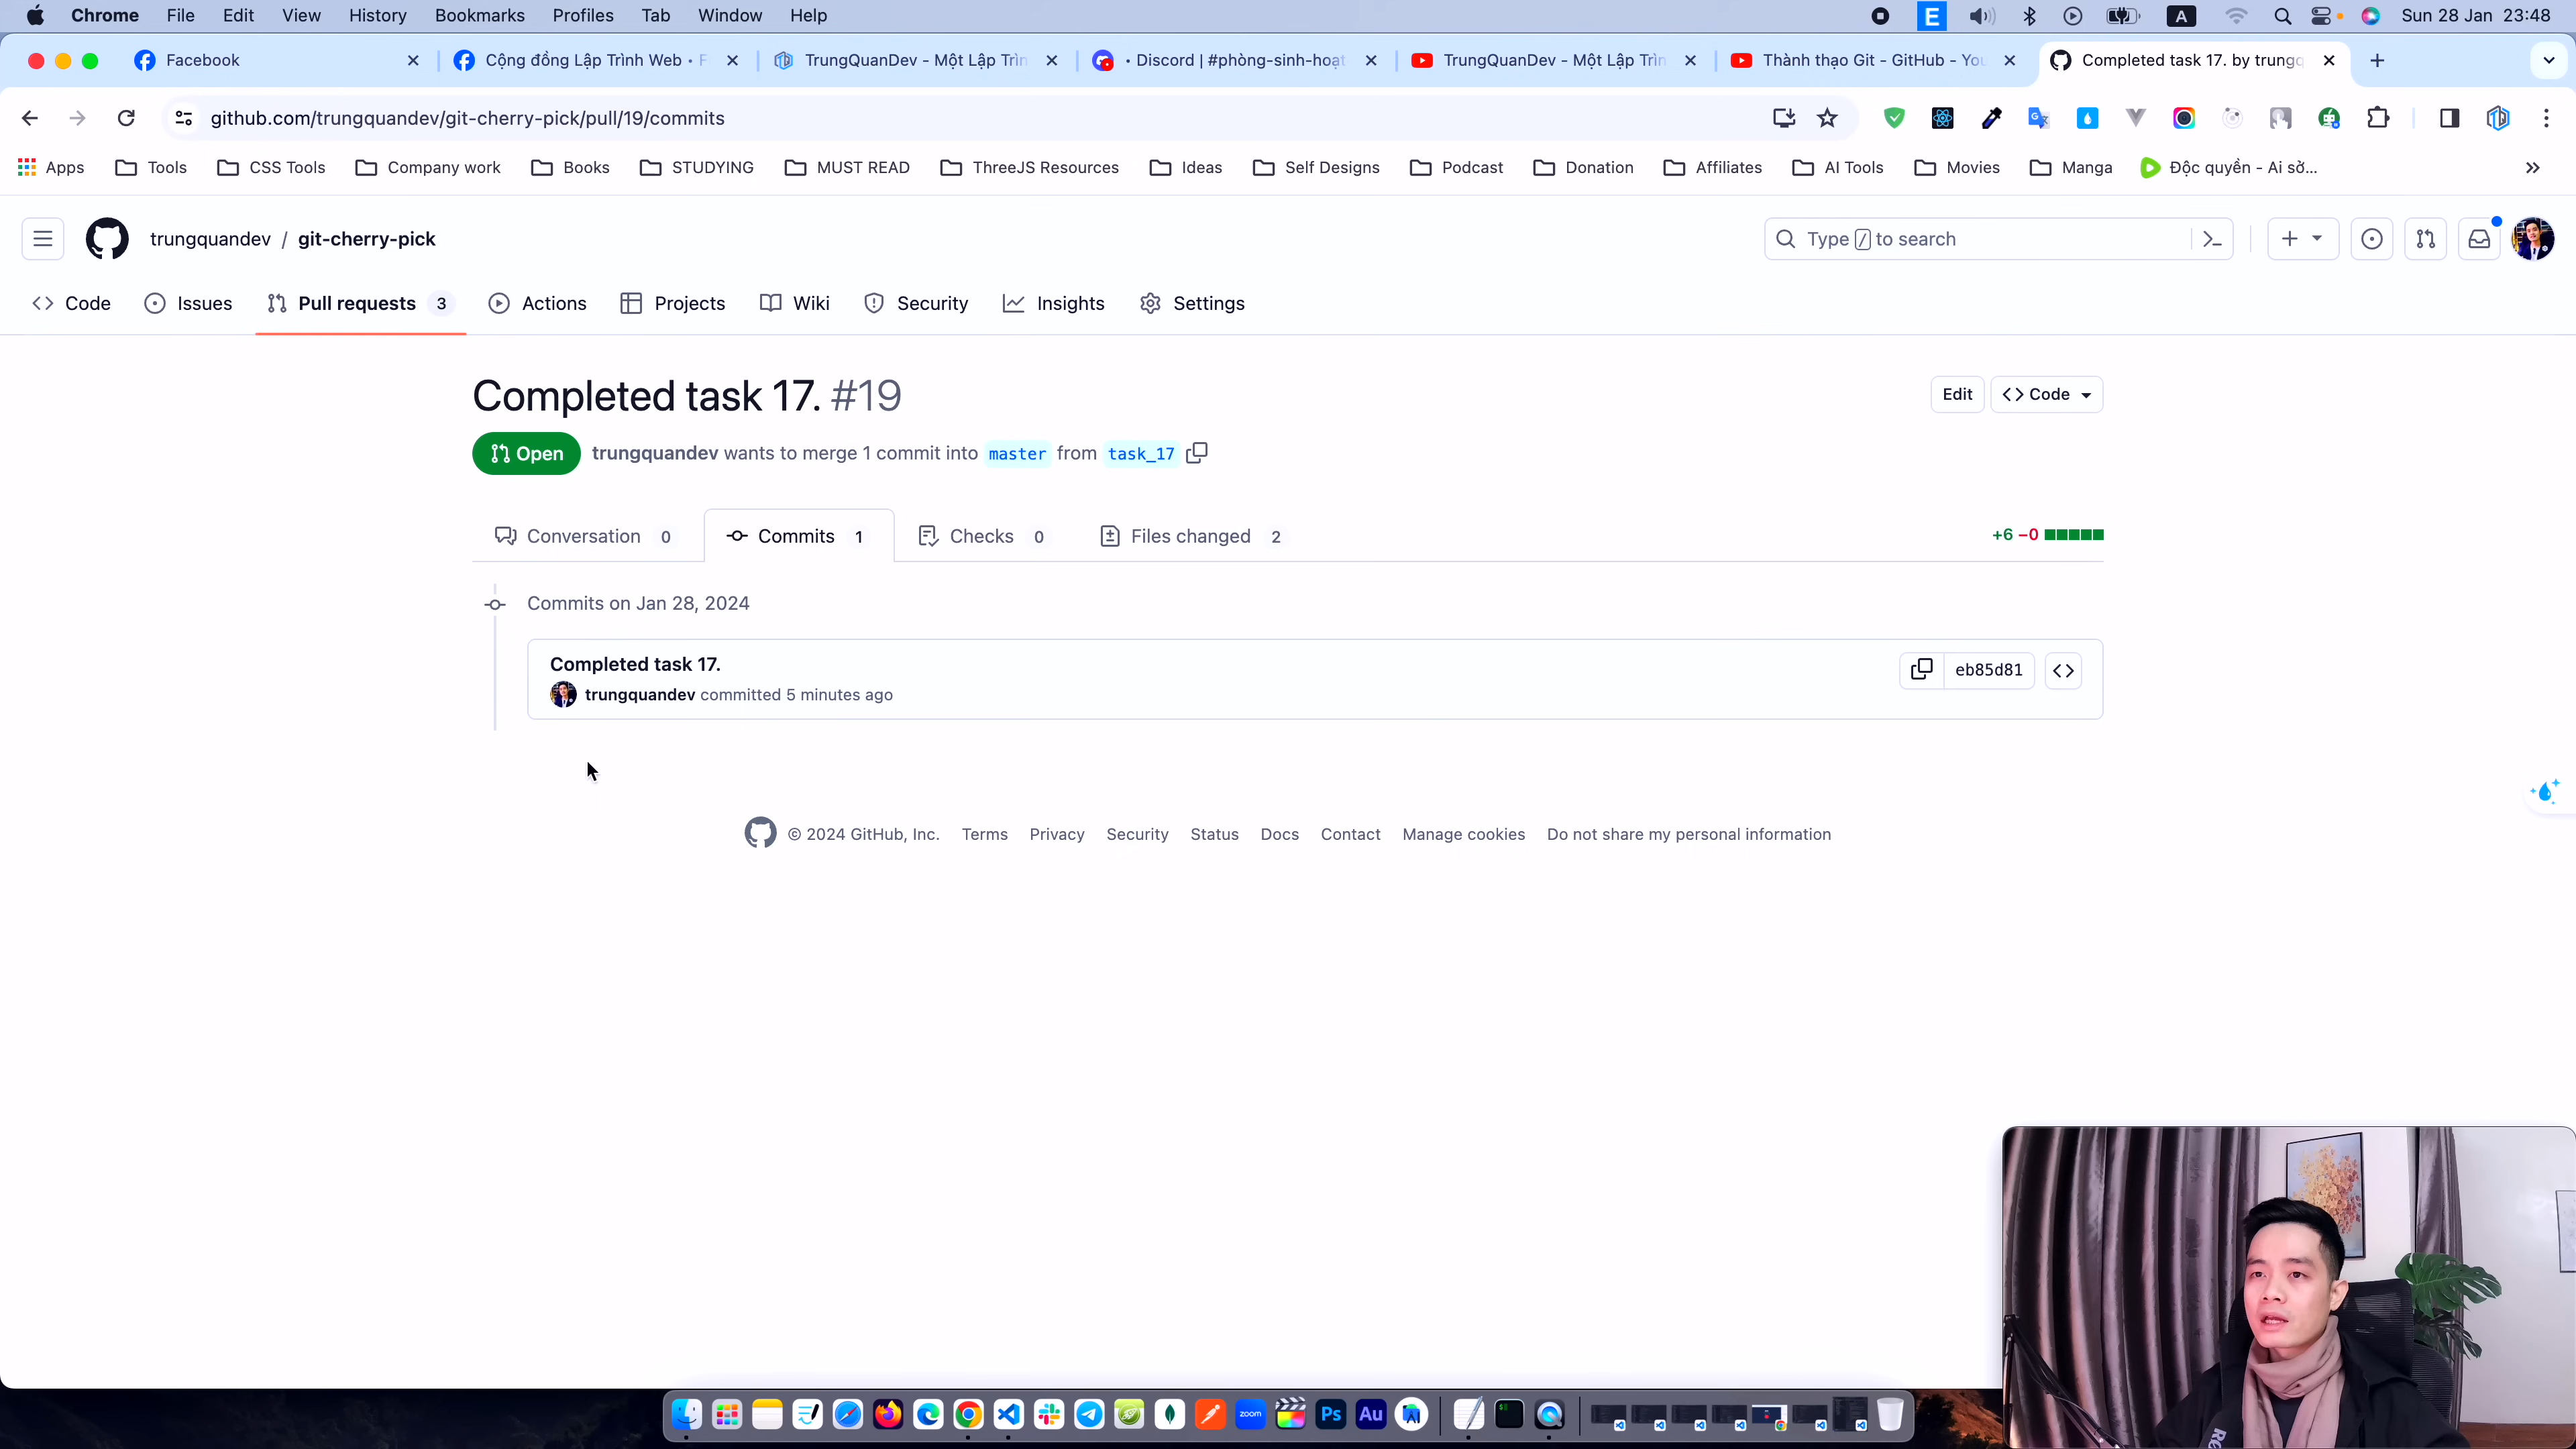 Chrome File Edit View History Bookmarks Profiles Tab Window Help E A Sun 28 Jan 23:48
Facebook Cộng đồng Lập Trình Web • F TrungQuanDev - Một Lập Trìn • Discord | #phòng-sinh-hoạt TrungQuanDev - Một Lập Trìn Thành thạo Git - GitHub - You Completed task 17. by trungq
github.com/trungquandev/git-cherry-pick/pull/19/commits
Apps Tools CSS Tools Company work Books STUDYING MUST READ ThreeJS Resources Ideas Self Designs Podcast Donation Affiliates AI Tools Movies Manga Độc quyền - Ai sở...
trungquandev / git-cherry-pick Type / to search
Code Issues Pull requests 3 Actions Projects Wiki Security Insights Settings
Completed task 17. #19 Edit Code
Open trungquandev wants to merge 1 commit into master from task_17
Conversation 0 Commits 1 Checks 0 Files changed 2 +6 −0
Commits on Jan 28, 2024
Completed task 17. eb85d81
trungquandev committed 5 minutes ago
© 2024 GitHub, Inc. Terms Privacy Security Status Docs Contact Manage cookies Do not share my personal information
zoom Ps Au